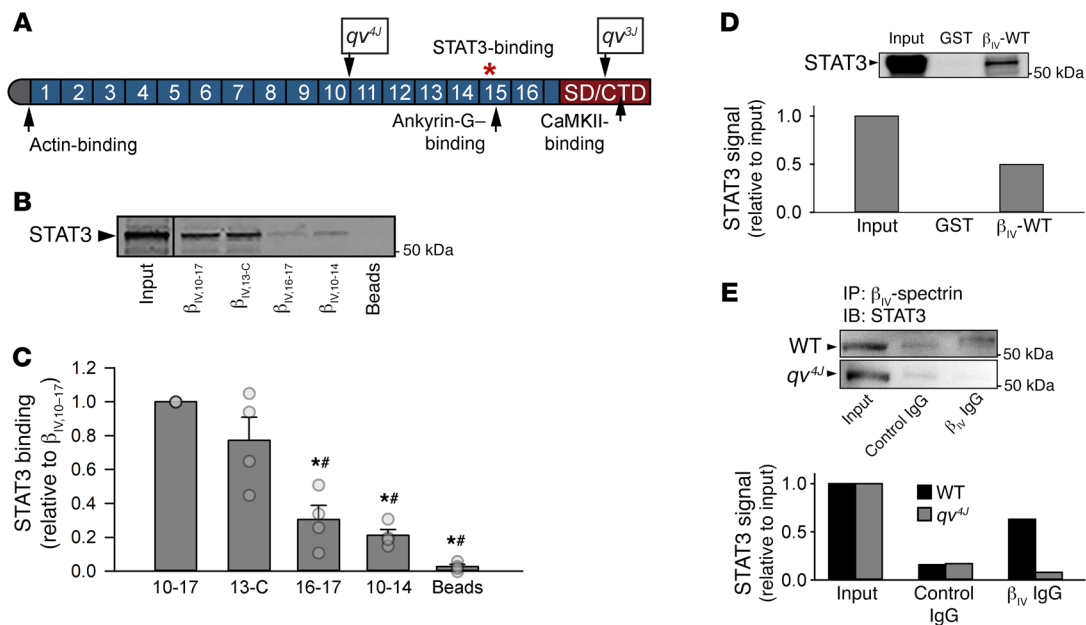 A
qv4J
STAT3-binding
qv3J
*
1 2 3 4 5 6 7 8 9 10 11 12 13 14 15 16 SD/CTD
Actin-binding
Ankyrin-G–
binding
CaMKII-
binding
B
STAT3
50 kDa
Input
βIV,10-17
βIV,13-C
βIV,16-17
βIV,10-14
Beads
C
STAT3 binding
(relative to βIV,10–17)
1.2
1.0
0.8
0.6
0.4
0.2
0.0
*#
*#
*#
10-17 13-C 16-17 10-14 Beads
D
Input GST βIV-WT
STAT3
50 kDa
STAT3 signal
(relative to input)
1.0
0.5
0.0
Input GST βIV-WT
E
IP: βIV-spectrin
IB: STAT3
WT
50 kDa
qv4J
50 kDa
Input
Control IgG
βIV IgG
STAT3 signal
(relative to input)
1.0
0.5
0.0
WT
qv4J
Input Control βIV IgG
IgG